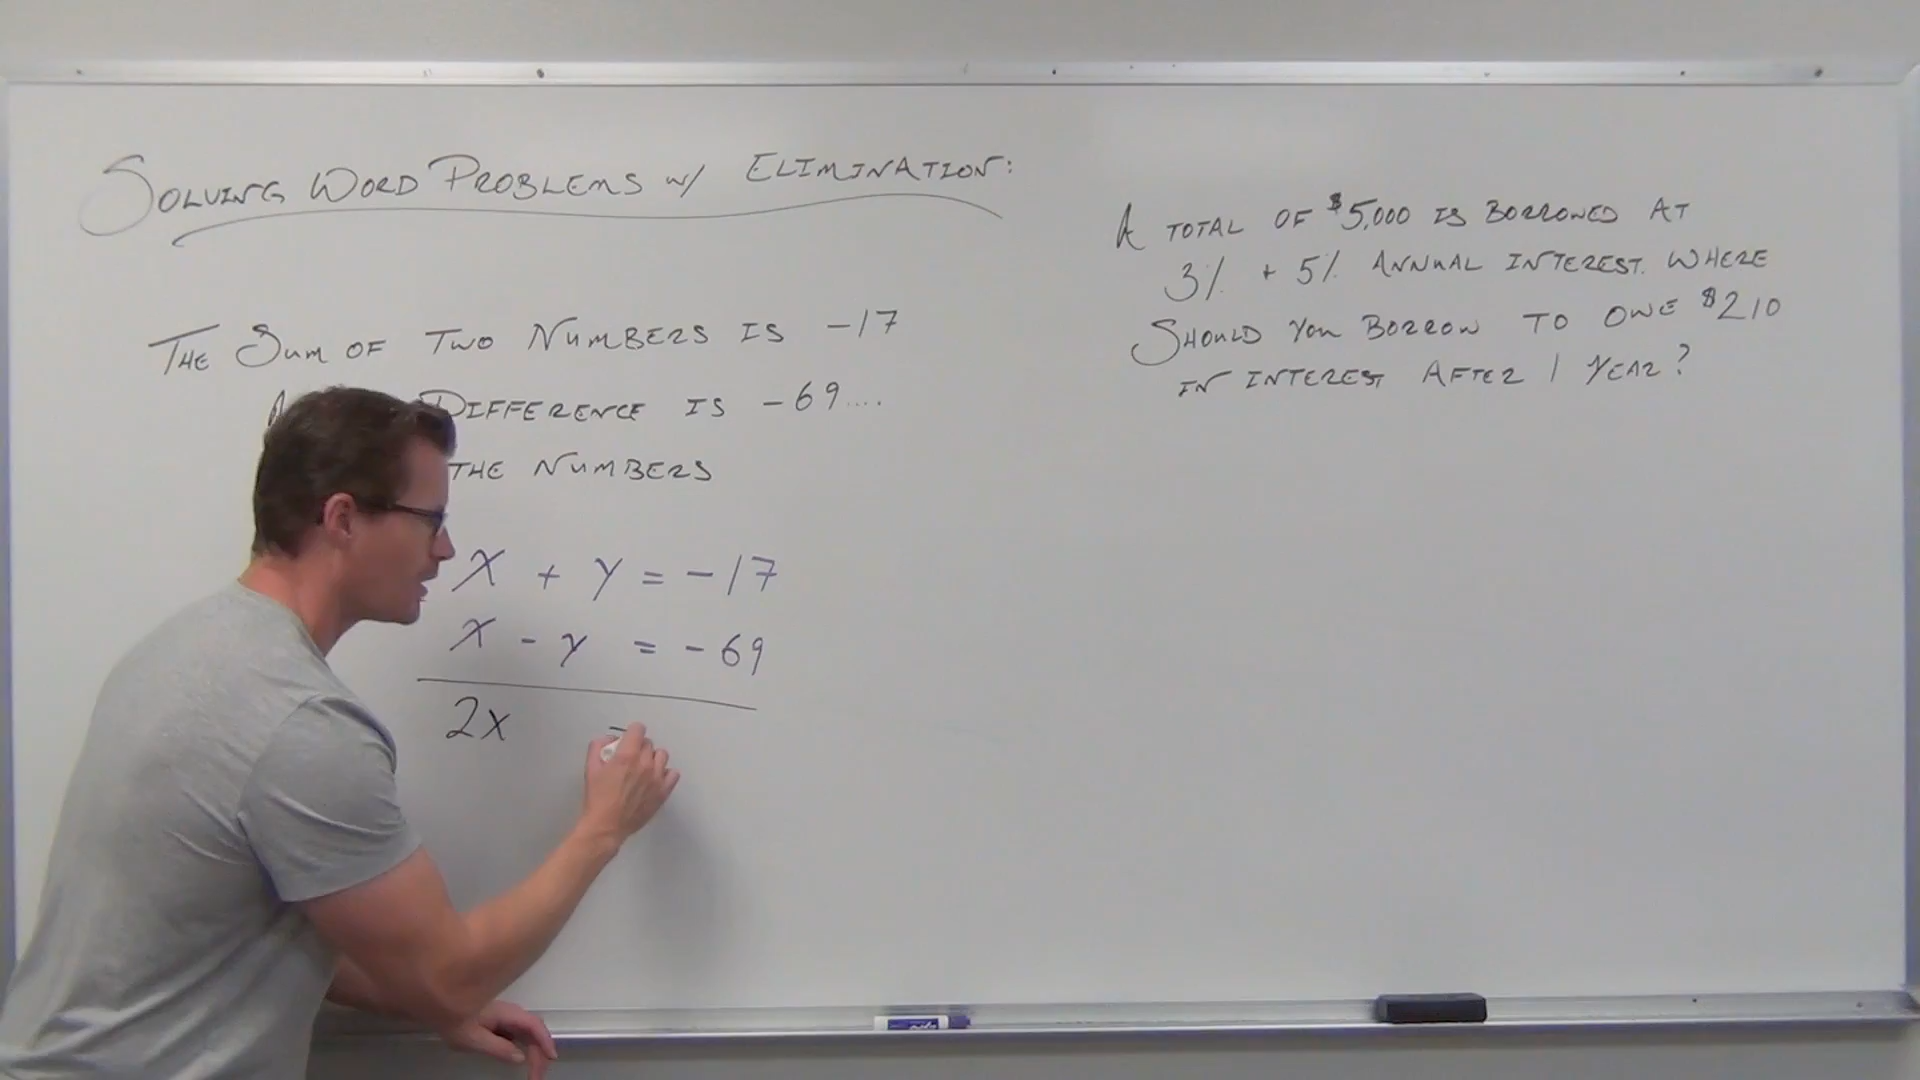 SOLVING WORD PROBLEMS W/ ELIMINATION:
THE SUM OF TWO NUMBERS IS -17
DIFFERENCE IS -69....
THE NUMBERS
X + Y = -17
X - Y = -69
2X =
A TOTAL OF $5,000 IS BORROWED AT
3% + 5% ANNUAL INTEREST. WHERE
SHOULD YOU BORROW TO OWE $210
IN INTEREST AFTER 1 YEAR?